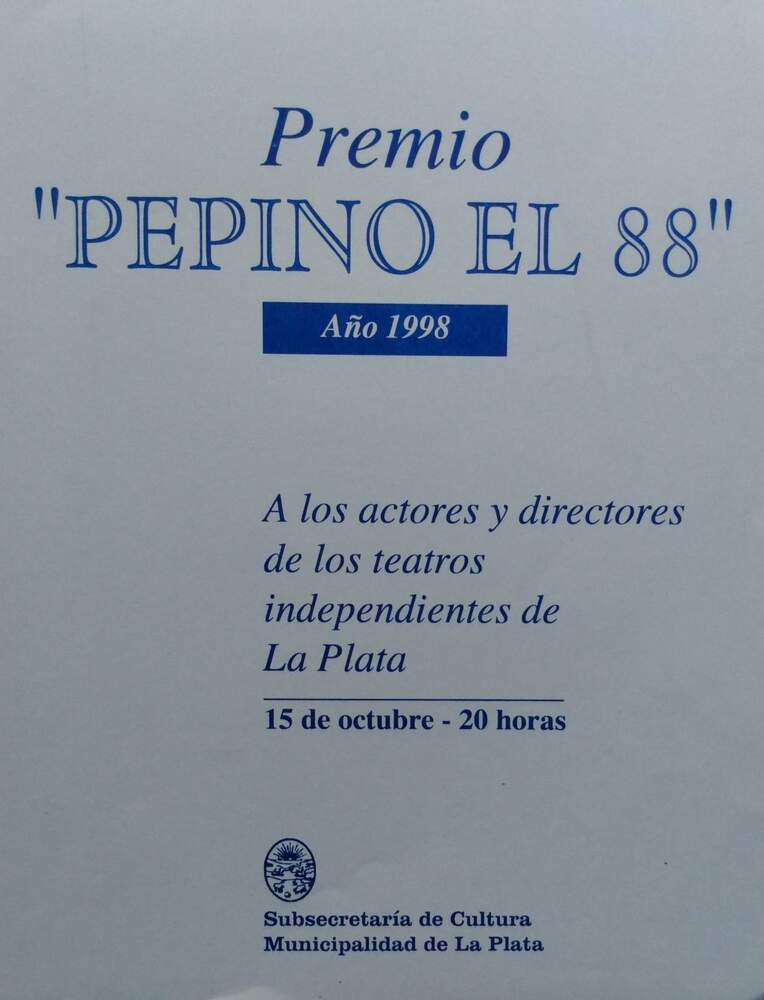 Premio
"PEPINO EL 88"
Año 1998
A los actores y directores
de los teatros
independientes de
La Plata
15 de octubre - 20 horas
Subsecretaría de Cultura
Municipalidad de La Plata